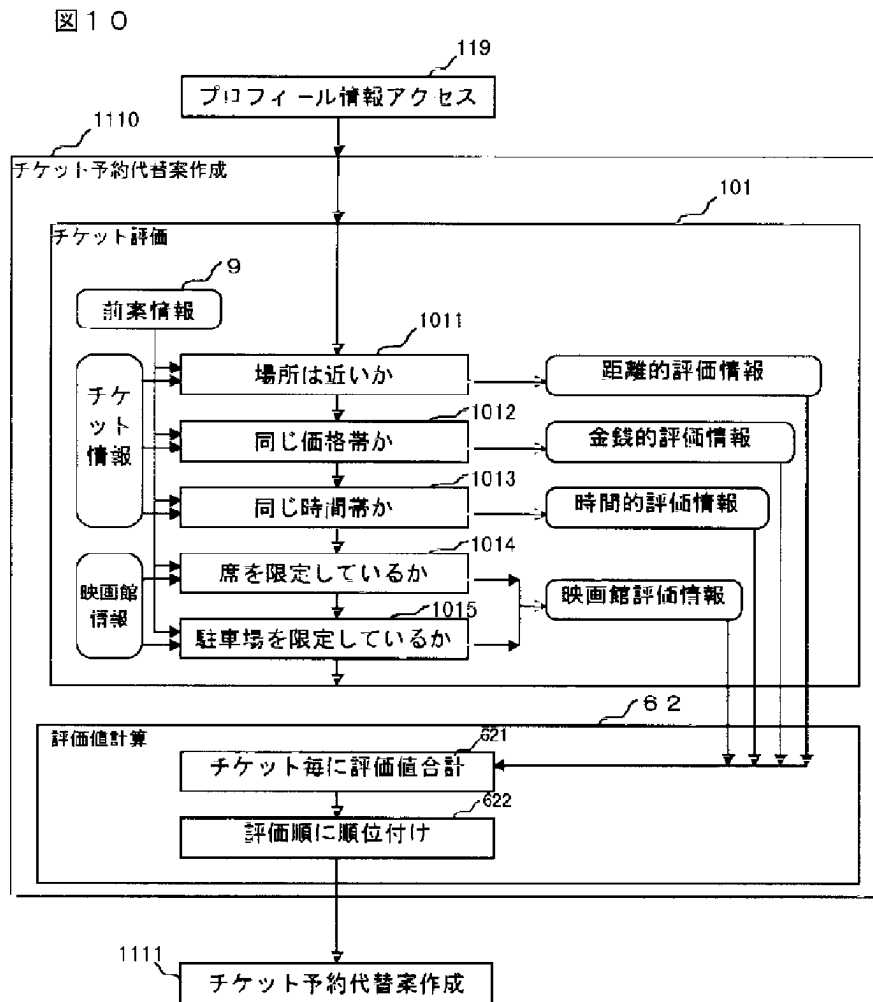 図10
119
プロフィール情報アクセス
1110
チケット予約代替案作成
101
チケット評価
9
前案情報
1011
場所は近いか
距離的評価情報
チケ
ット
情報
1012
同じ価格帯か
金銭的評価情報
1013
同じ時間帯か
時間的評価情報
1014
席を限定しているか
映画館
情報
映画館評価情報
1015
駐車場を限定しているか
62
評価値計算
621
チケット毎に評価値合計
622
評価順に順位付け
1111
チケット予約代替案作成